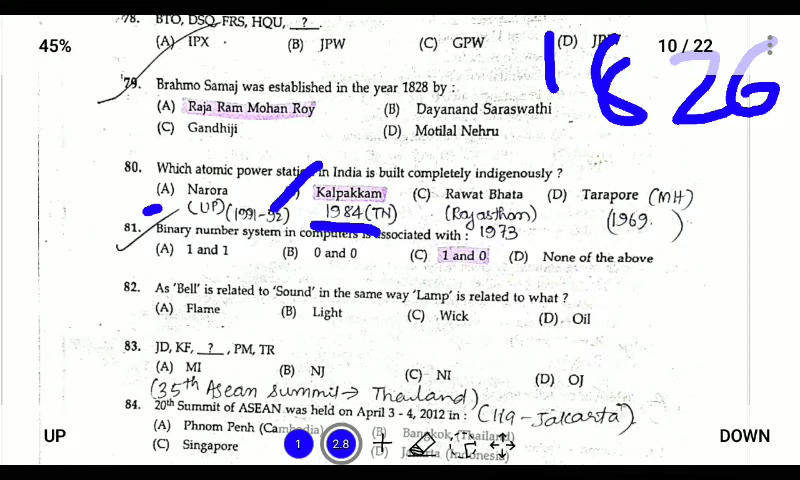 78. BTO, DSQ, FRS, HQU, ?
45% (A) IPX (B) JPW (C) GPW (D) 10 / 22
1826
79. Brahmo Samaj was established in the year 1828 by :
(A) Raja Ram Mohan Roy (B) Dayanand Saraswathi
(C) Gandhiji (D) Motilal Nehru
80. Which atomic power station in India is built completely indigenously ?
(A) Narora Kalpakkam (C) Rawat Bhata (D) Tarapore (MH)
(UP) (1991-92) 1984 (TN) (Rajasthan) (1969. )
81. Binary number system in computers is associated with : 1973
(A) 1 and 1 (B) 0 and 0 (C) 1 and 0 (D) None of the above
82. As 'Bell' is related to 'Sound' in the same way 'Lamp' is related to what ?
(A) Flame (B) Light (C) Wick (D) Oil
83. JD, KF, ? , PM, TR
(A) MI (B) NJ (C) NI (D) OJ
(35th Asean summit → Thailand)
84. 20th Summit of ASEAN was held on April 3 - 4, 2012 in : (Hq - Jakarta)
UP (A) Phnom Penh (Cambodia) 1 2.8 (B) Bangkok (Thailand) DOWN
(C) Singapore (D) Jakarta (Indonesia)